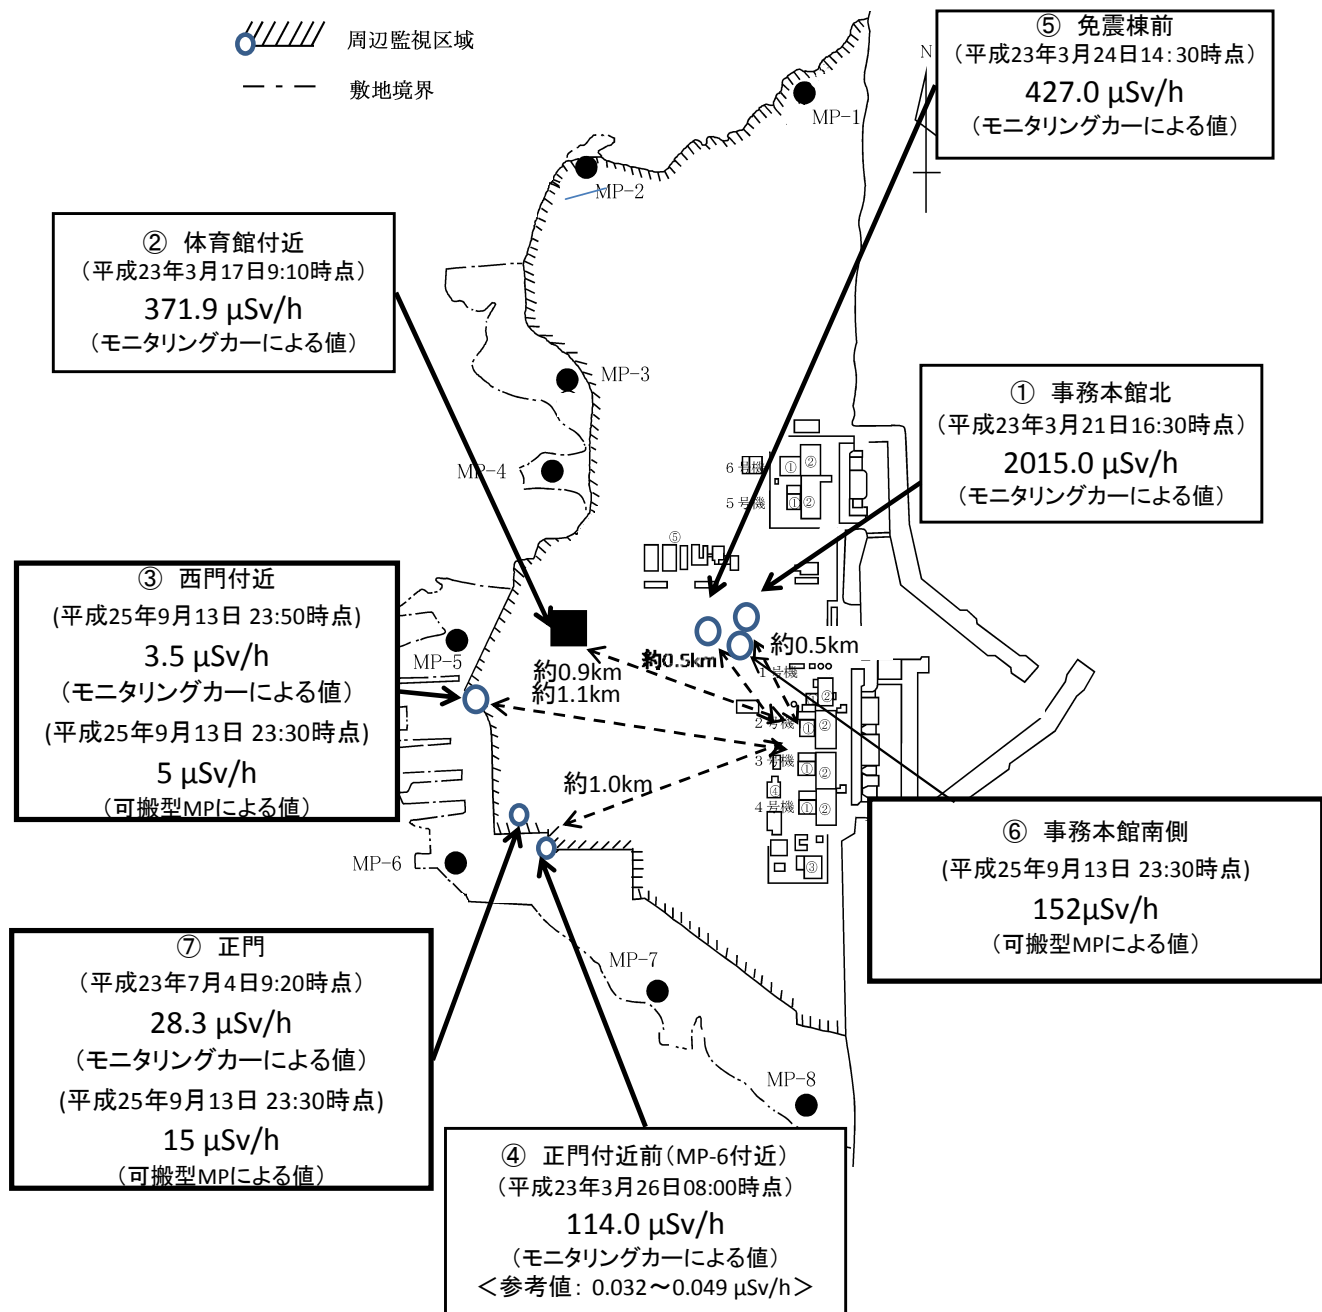 周辺監視区域
敷地境界
⑤ 免震棟前
（平成23年3月24日14：30時点）
427.0 µSv/h
（モニタリングカーによる値）
N
MP-1
MP-2
② 体育館付近
（平成23年3月17日9:10時点）
371.9 µSv/h
（モニタリングカーによる値）
MP-3
① 事務本館北
（平成23年3月21日16:30時点）
2015.0 µSv/h
（モニタリングカーによる値）
MP-4
6号機
①
②
5号機
①
②
⑤
③ 西門付近
(平成25年9月13日 23:50時点)
3.5 µSv/h
（モニタリングカーによる値）
(平成25年9月13日 23:30時点)
5 µSv/h
（可搬型MPによる値）
MP-5
約0.9km
約1.1km
約0.5km
約0.5km
1号機
②
2号機
①
②
3号機
①
②
約1.0km
④
4号機
①
②
③
MP-6
⑥ 事務本館南側
(平成25年9月13日 23:30時点)
152µSv/h
（可搬型MPによる値）
⑦ 正門
（平成23年7月4日9:20時点）
28.3 µSv/h
（モニタリングカーによる値）
(平成25年9月13日 23:30時点)
15 µSv/h
（可搬型MPによる値）
MP-7
MP-8
④ 正門付近前（MP-6付近）
（平成23年3月26日08:00時点）
114.0 µSv/h
（モニタリングカーによる値）
＜参考値：0.032～0.049 µSv/h＞